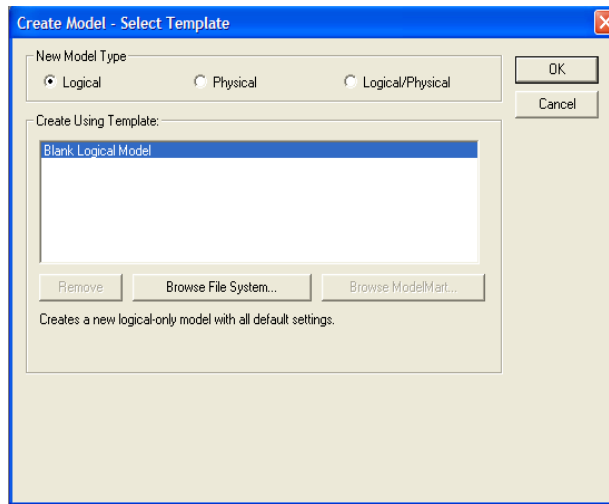 Create Model - Select Template
New Model Type
Logical
Physical
Logical/Physical
OK
Cancel
Create Using Template:
Blank Logical Model
Remove
Browse File System...
Browse ModelMart...
Creates a new logical-only model with all default settings.